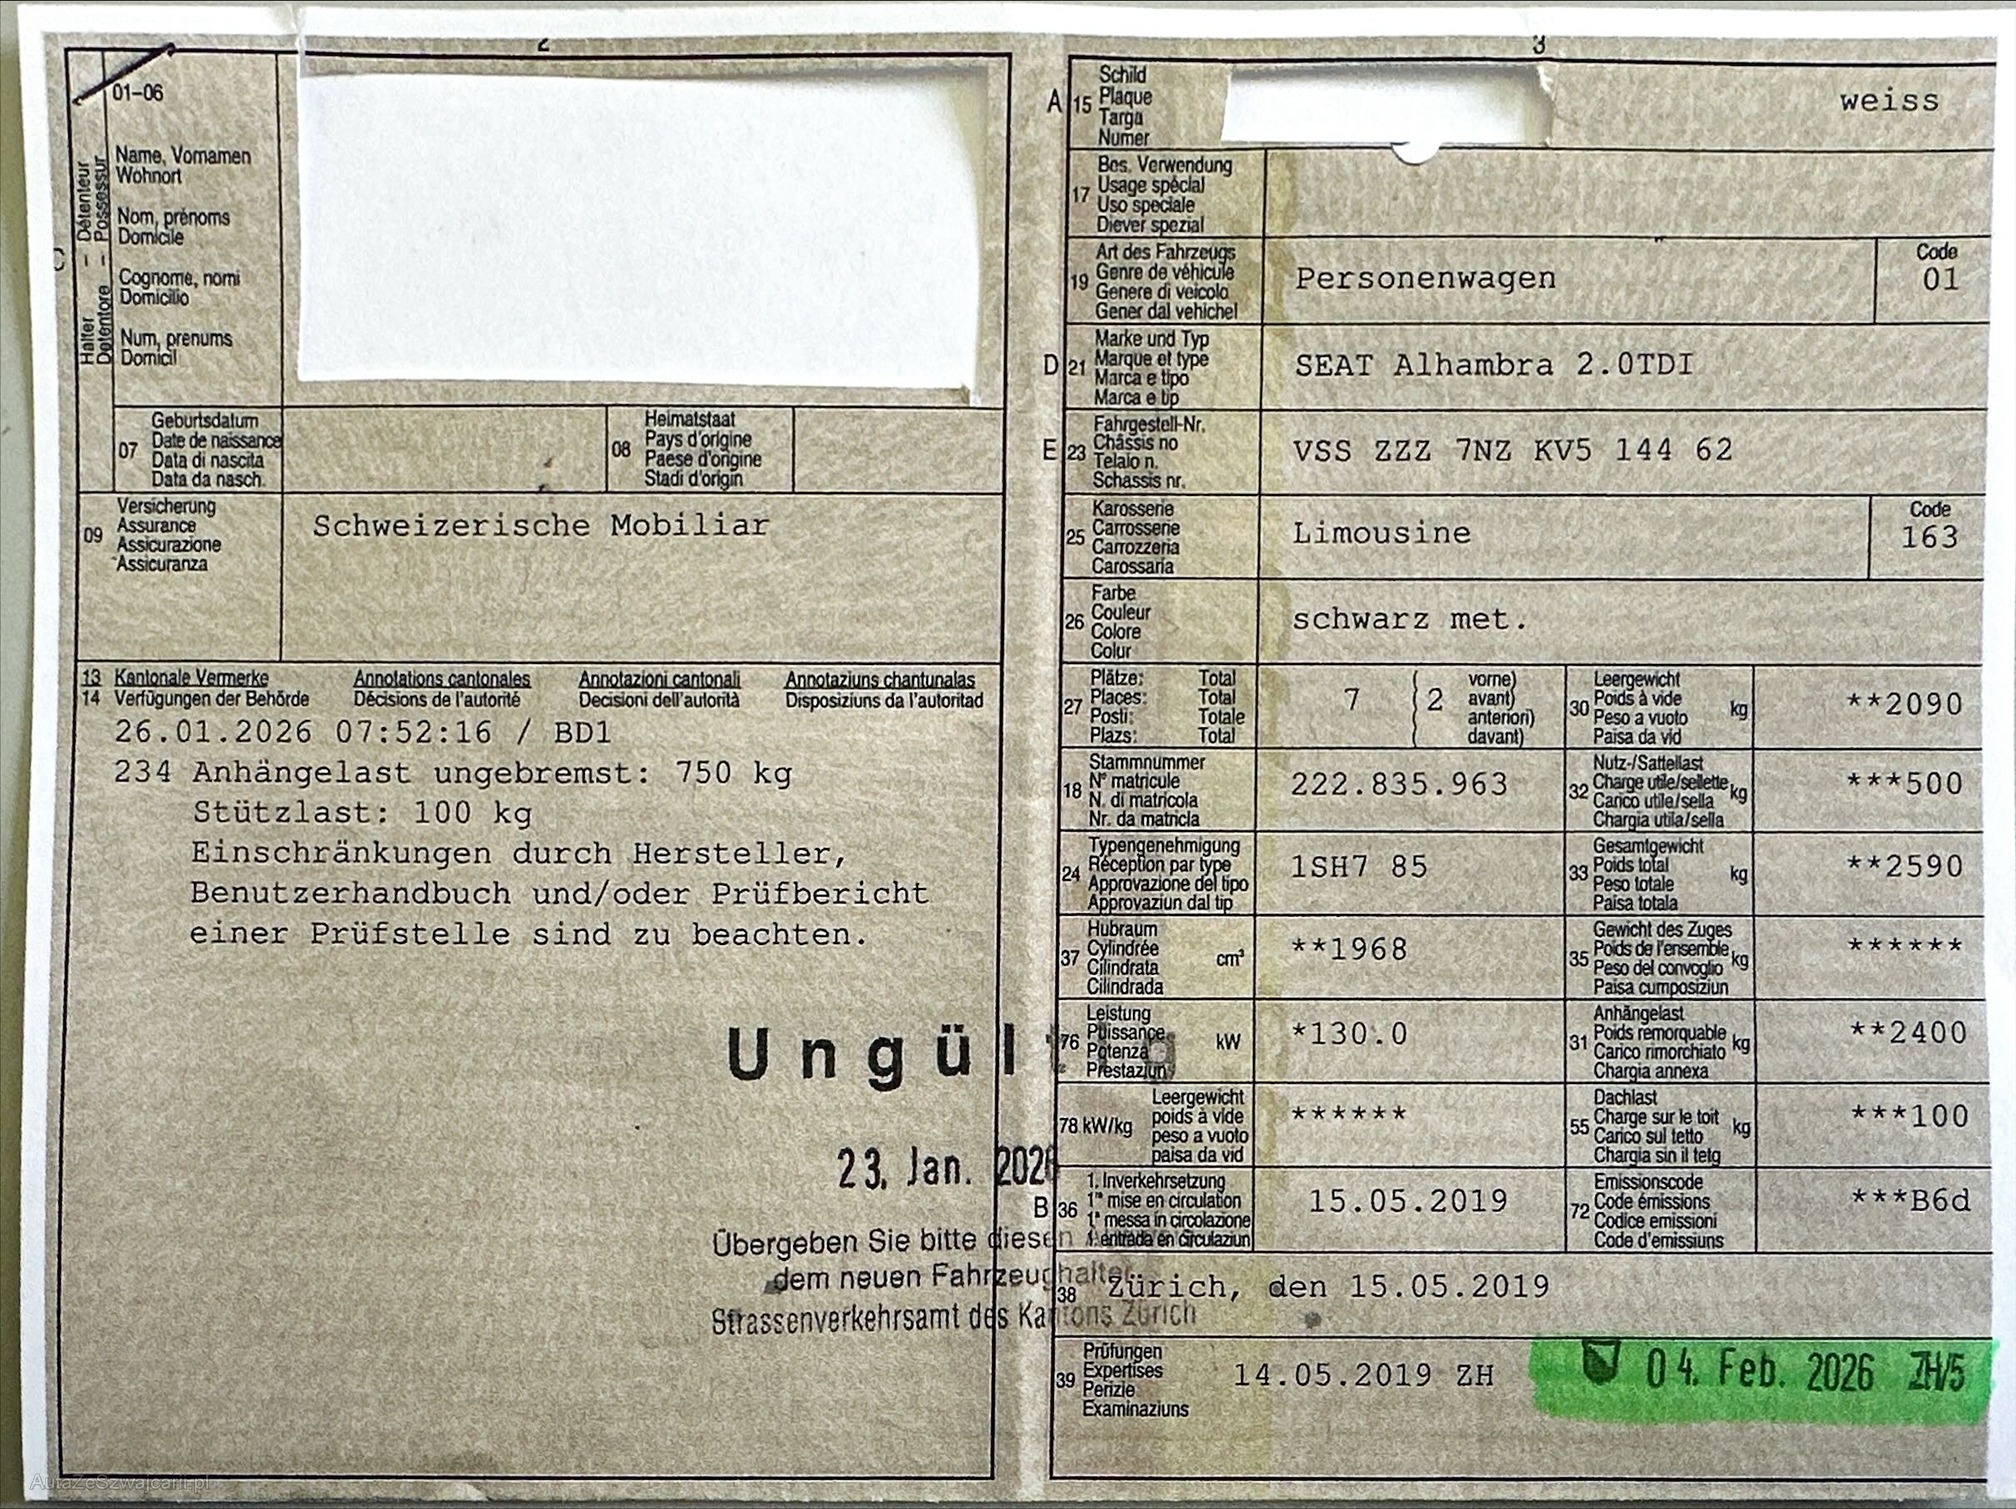 2
01-06
Halter – Détenteur
Detentore – Possessur
Name, Vornamen
Wohnort
Nom, prénoms
Domicile
Cognome, nomi
Domicilio
Num, prenums
Domicil
07
Geburtsdatum
Date de naissance
Data di nascita
Data da nasch.
08
Heimatstaat
Pays d'origine
Paese d'origine
Stadi d'origin
09
Versicherung
Assurance
Assicurazione
Assicuranza
Schweizerische Mobiliar
13 Kantonale Vermerke Annotations cantonales Annotazioni cantonali Annotaziuns chantunalas
14 Verfügungen der Behörde Décisions de l'autorité Decisioni dell'autorità Disposiziuns da l'autoritad
26.01.2026 07:52:16 / BD1
234 Anhängelast ungebremst: 750 kg
Stützlast: 100 kg
Einschränkungen durch Hersteller,
Benutzerhandbuch und/oder Prüfbericht
einer Prüfstelle sind zu beachten.
Ungültig
23. Jan. 2026
Übergeben Sie bitte diesen
dem neuen Fahrzeughalter
Strassenverkehrsamt des Kantons Zürich
3
A 15
Schild
Plaque
Targa
Numer
weiss
17
Bes. Verwendung
Usage spécial
Uso speciale
Diever spezial
19
Art des Fahrzeugs
Genre de véhicule
Genere di veicolo
Gener dal vehichel
Personenwagen
Code
01
D 21
Marke und Typ
Marque et type
Marca e tipo
Marca e tip
SEAT Alhambra 2.0TDI
E 23
Fahrgestell-Nr.
Châssis no
Telaio n.
Schassis nr.
VSS ZZZ 7NZ KV5 144 62
25
Karosserie
Carrosserie
Carrozzeria
Carossaria
Limousine
Code
163
26
Farbe
Couleur
Colore
Colur
schwarz met.
27
Plätze: Total
Places: Total
Posti: Totale
Plazs: Total
7 ( 2
vorne)
avant)
anteriori)
davant)
30
Leergewicht
Poids à vide
Peso a vuoto
Paisa da vid
kg
**2090
18
Stammnummer
N° matricule
N. di matricola
Nr. da matricla
222.835.963
32
Nutz-/Sattellast
Charge utile/sellette
Carico utile/sella
Chargia utila/sella
kg
***500
24
Typengenehmigung
Réception par type
Approvazione del tipo
Approvaziun dal tip
1SH7 85
33
Gesamtgewicht
Poids total
Peso totale
Paisa totala
kg
**2590
37
Hubraum
Cylindrée
Cilindrata
Cilindrada
cm³
**1968
35
Gewicht des Zuges
Poids de l'ensemble
Peso del convoglio
Paisa cumposiziun
kg
******
76
Leistung
Puissance
Potenza
Prestaziun
kW
*130.0
31
Anhängelast
Poids remorquable
Carico rimorchiato
Chargia annexa
kg
**2400
78 kW/kg
Leergewicht
poids à vide
peso a vuoto
paisa da vid
******
55
Dachlast
Charge sur le toit
Carico sul tetto
Chargia sin il tetg
kg
***100
B 36
1. Inverkehrsetzung
1re mise en circulation
1a messa in circolazione
1. entrada en circulaziun
15.05.2019
72
Emissionscode
Code émissions
Codice emissioni
Code d'emissiuns
***B6d
38
Zürich, den 15.05.2019
39
Prüfungen
Expertises
Perizie
Examinaziuns
14.05.2019 ZH
04. Feb. 2026 ZH/5
AutaZeSzwajcarii.pl